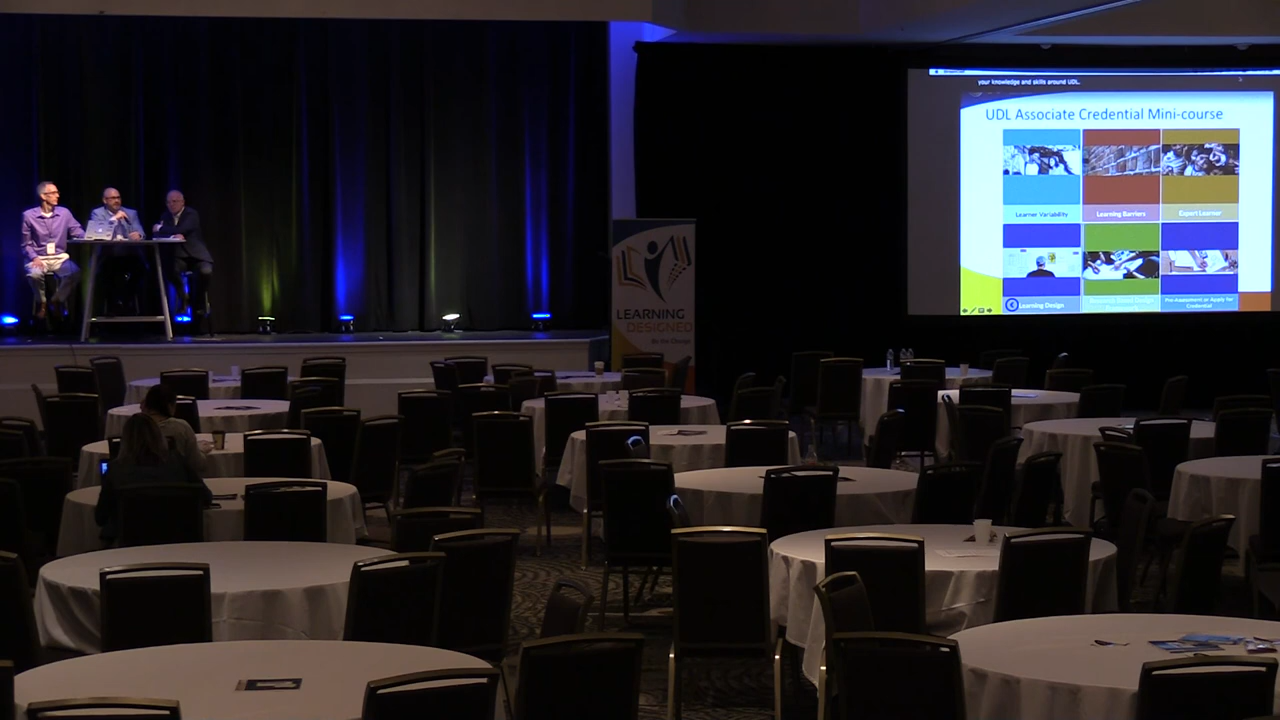 your knowledge and skills around UDL.
UDL Associate Credential Mini-course
Learner Variability
Learning Barriers
Expert Learner
Learning Design
Pre-Assessment or Apply for
Credential
LEARNING
DESIGNED